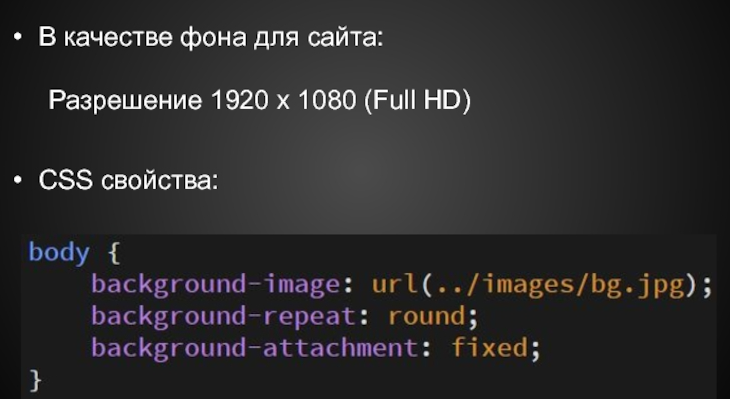 • В качестве фона для сайта:
Разрешение 1920 x 1080 (Full HD)
• CSS свойства:
body {
    background-image: url(../images/bg.jpg);
    background-repeat: round;
    background-attachment: fixed;
}